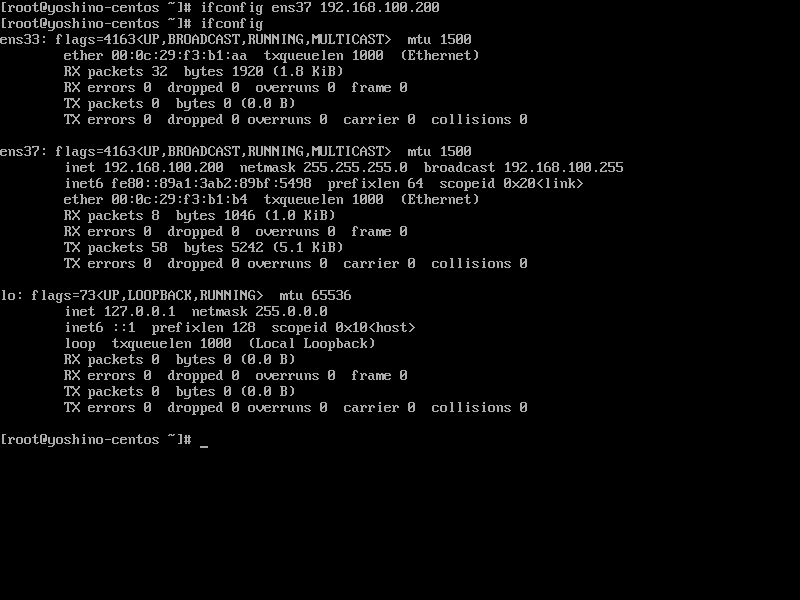 [root@yoshino-centos ~]# ifconfig ens37 192.168.100.200
[root@yoshino-centos ~]# ifconfig
ens33: flags=4163<UP,BROADCAST,RUNNING,MULTICAST>  mtu 1500
        ether 00:0c:29:f3:b1:aa  txqueuelen 1000  (Ethernet)
        RX packets 32  bytes 1920 (1.8 KiB)
        RX errors 0  dropped 0  overruns 0  frame 0
        TX packets 0  bytes 0 (0.0 B)
        TX errors 0  dropped 0 overruns 0  carrier 0  collisions 0

ens37: flags=4163<UP,BROADCAST,RUNNING,MULTICAST>  mtu 1500
        inet 192.168.100.200  netmask 255.255.255.0  broadcast 192.168.100.255
        inet6 fe80::89a1:3ab2:89bf:5498  prefixlen 64  scopeid 0x20<link>
        ether 00:0c:29:f3:b1:b4  txqueuelen 1000  (Ethernet)
        RX packets 8  bytes 1046 (1.0 KiB)
        RX errors 0  dropped 0  overruns 0  frame 0
        TX packets 58  bytes 5242 (5.1 KiB)
        TX errors 0  dropped 0 overruns 0  carrier 0  collisions 0

lo: flags=73<UP,LOOPBACK,RUNNING>  mtu 65536
        inet 127.0.0.1  netmask 255.0.0.0
        inet6 ::1  prefixlen 128  scopeid 0x10<host>
        loop  txqueuelen 1000  (Local Loopback)
        RX packets 0  bytes 0 (0.0 B)
        RX errors 0  dropped 0  overruns 0  frame 0
        TX packets 0  bytes 0 (0.0 B)
        TX errors 0  dropped 0 overruns 0  carrier 0  collisions 0

[root@yoshino-centos ~]# _